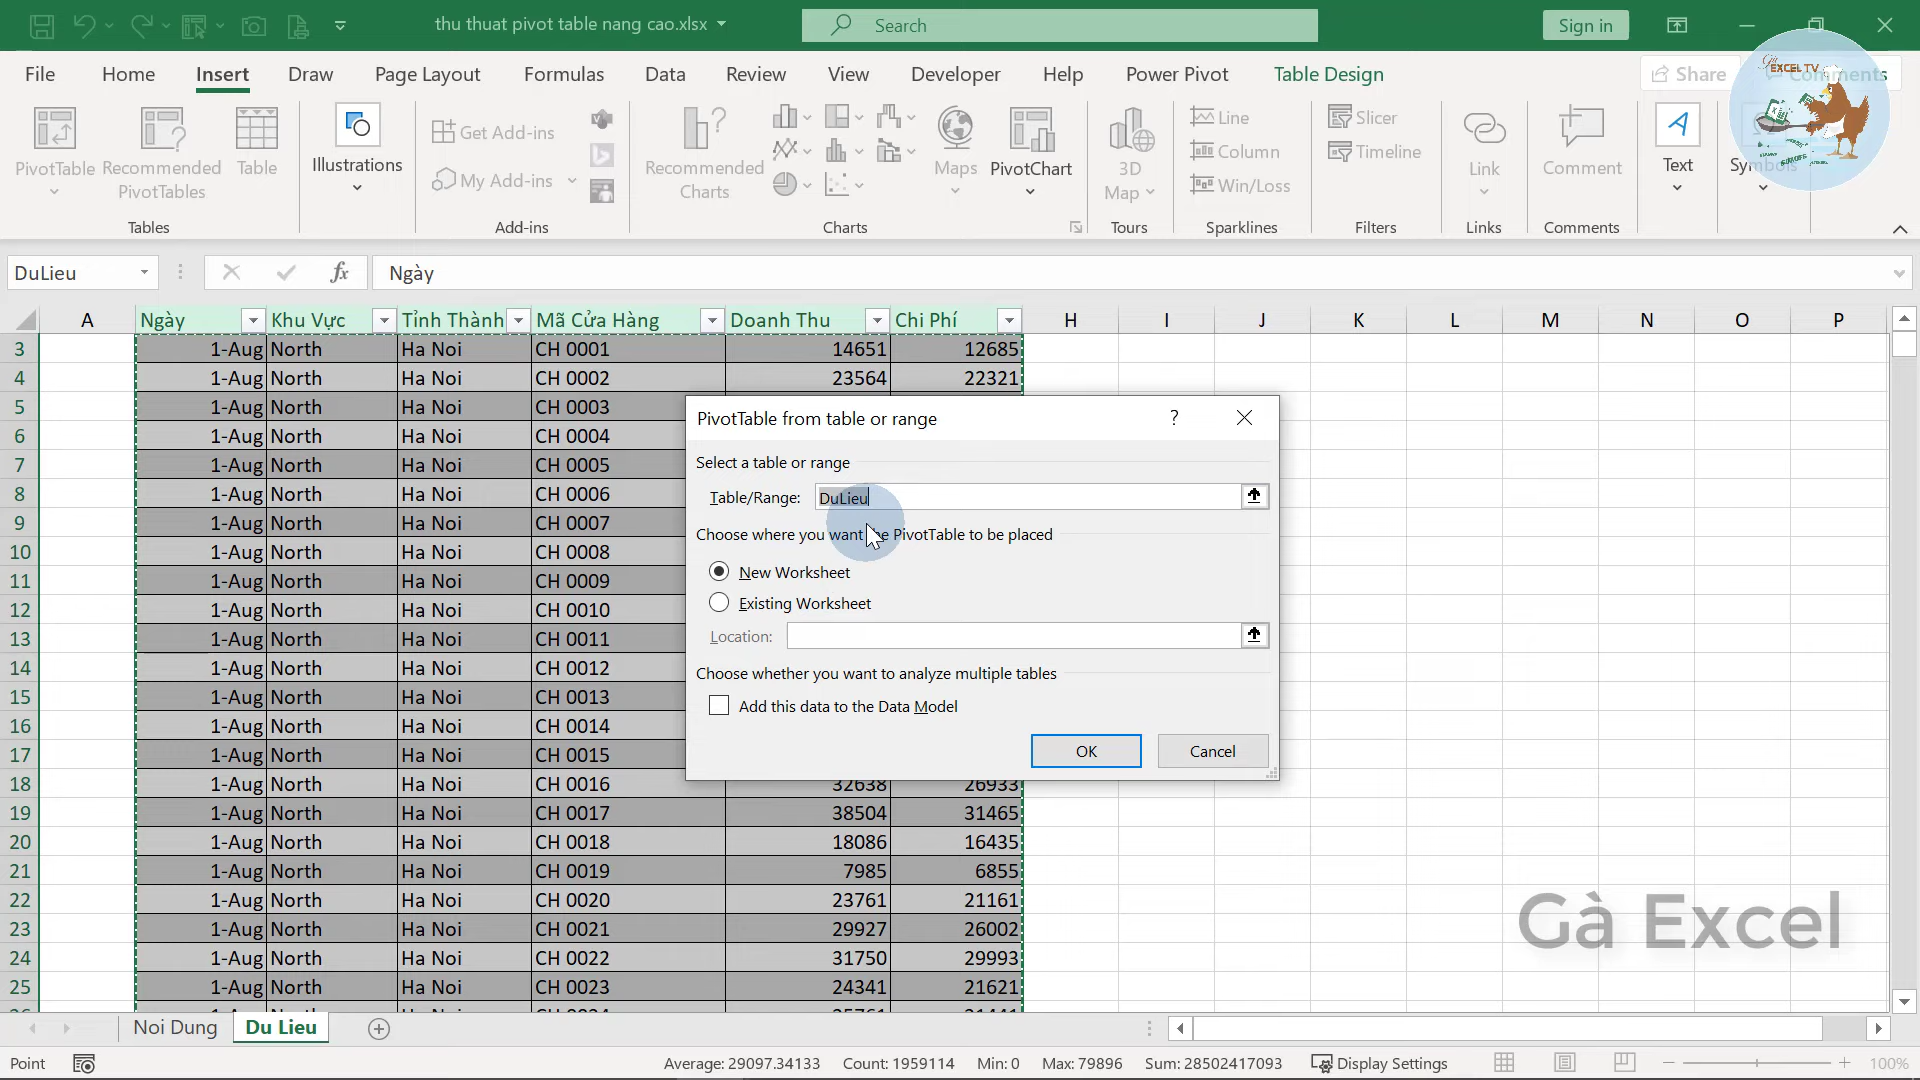 thu thuat pivot table nang cao.xlsx
Search
Sign in
File Home Insert Draw Page Layout Formulas Data Review View Developer Help Power Pivot Table Design
Share
Comments
Gà
EXCEL TV
PivotTable
Recommended
PivotTables
Table
Tables
Illustrations
Get Add-ins
My Add-ins
Add-ins
Recommended
Charts
Maps
PivotChart
Charts
3D
Map
Tours
Line
Column
Win/Loss
Sparklines
Slicer
Timeline
Filters
Link
Links
Comment
Comments
Text
Symbols
DuLieu
fx
Ngày
A Ngày Khu Vực Tỉnh Thành Mã Cửa Hàng Doanh Thu Chi Phí H I J K L M N O P
3 1-Aug North Ha Noi CH 0001 14651 12685
4 1-Aug North Ha Noi CH 0002 23564 22321
5 1-Aug North Ha Noi CH 0003
6 1-Aug North Ha Noi CH 0004
7 1-Aug North Ha Noi CH 0005
8 1-Aug North Ha Noi CH 0006
9 1-Aug North Ha Noi CH 0007
10 1-Aug North Ha Noi CH 0008
11 1-Aug North Ha Noi CH 0009
12 1-Aug North Ha Noi CH 0010
13 1-Aug North Ha Noi CH 0011
14 1-Aug North Ha Noi CH 0012
15 1-Aug North Ha Noi CH 0013
16 1-Aug North Ha Noi CH 0014
17 1-Aug North Ha Noi CH 0015
18 1-Aug North Ha Noi CH 0016 32638 26933
19 1-Aug North Ha Noi CH 0017 38504 31465
20 1-Aug North Ha Noi CH 0018 18086 16435
21 1-Aug North Ha Noi CH 0019 7985 6855
22 1-Aug North Ha Noi CH 0020 23761 21161
23 1-Aug North Ha Noi CH 0021 29927 26002
24 1-Aug North Ha Noi CH 0022 31750 29993
25 1-Aug North Ha Noi CH 0023 24341 21621
PivotTable from table or range
?
Select a table or range
Table/Range: DuLieu
Choose where you want the PivotTable to be placed
New Worksheet
Existing Worksheet
Location:
Choose whether you want to analyze multiple tables
Add this data to the Data Model
OK
Cancel
Gà Excel
Noi Dung Du Lieu
Point
Average: 29097.34133 Count: 1959114 Min: 0 Max: 79896 Sum: 28502417093 Display Settings
100%